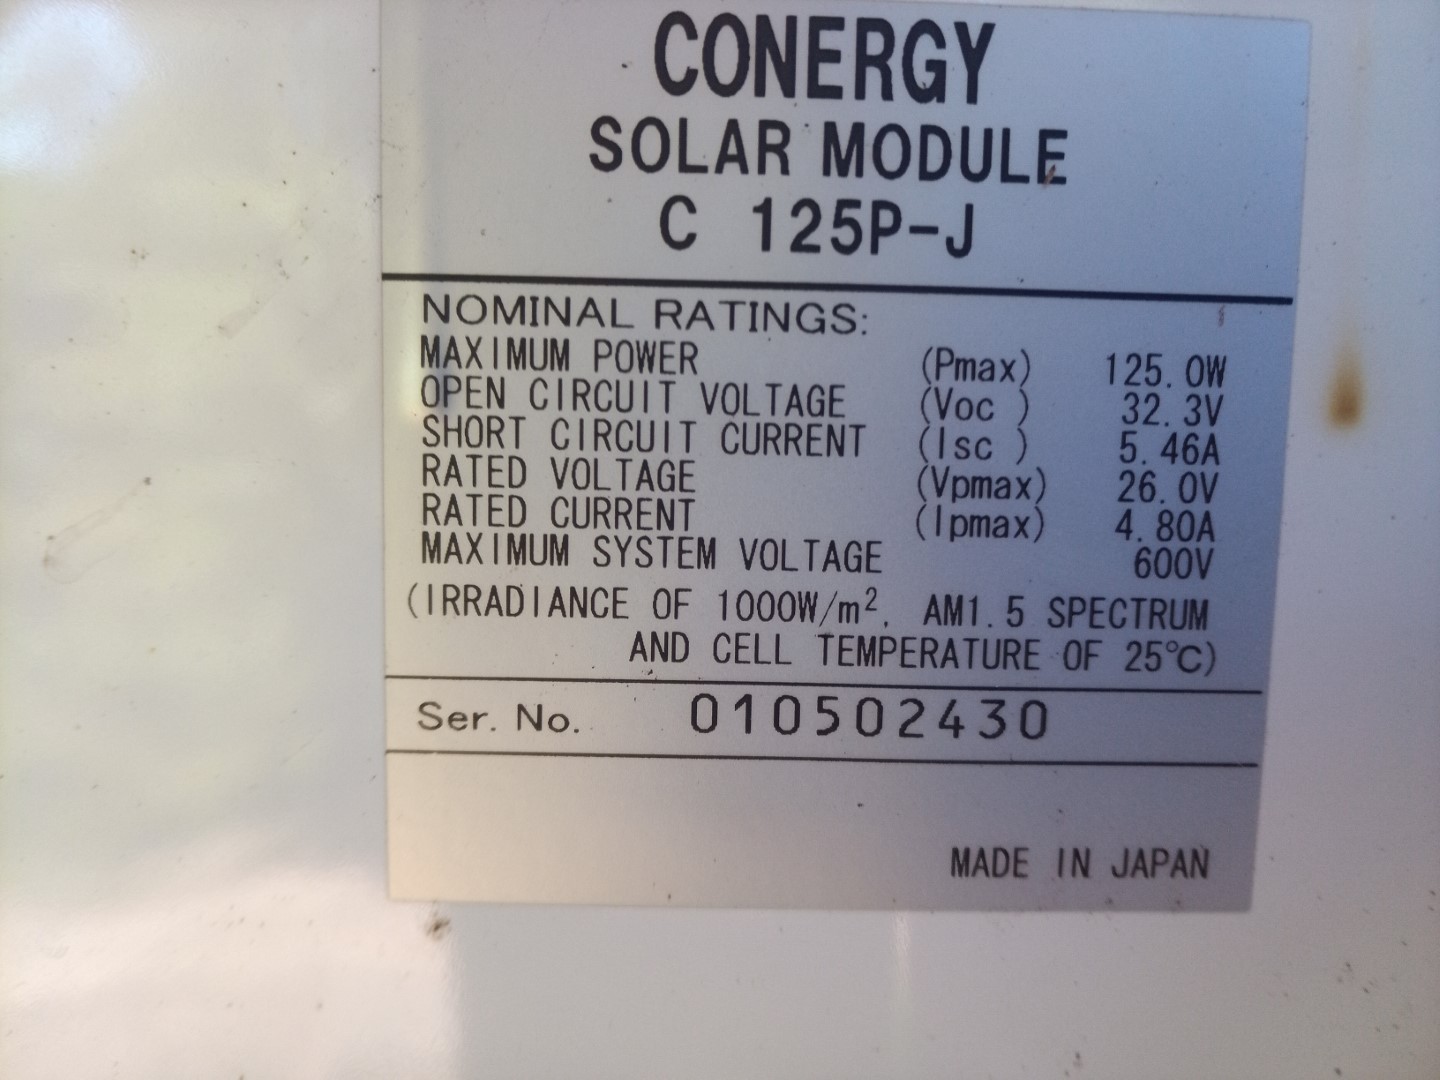 CONERGY
SOLAR MODULE
C 125P-J
NOMINAL RATINGS:
MAXIMUM POWER (Pmax) 125.0W
OPEN CIRCUIT VOLTAGE (Voc ) 32.3V
SHORT CIRCUIT CURRENT (Isc ) 5.46A
RATED VOLTAGE (Vpmax) 26.0V
RATED CURRENT (Ipmax) 4.80A
MAXIMUM SYSTEM VOLTAGE 600V
(IRRADIANCE OF 1000W/m², AM1.5 SPECTRUM
AND CELL TEMPERATURE OF 25℃)
Ser. No. 010502430
MADE IN JAPAN